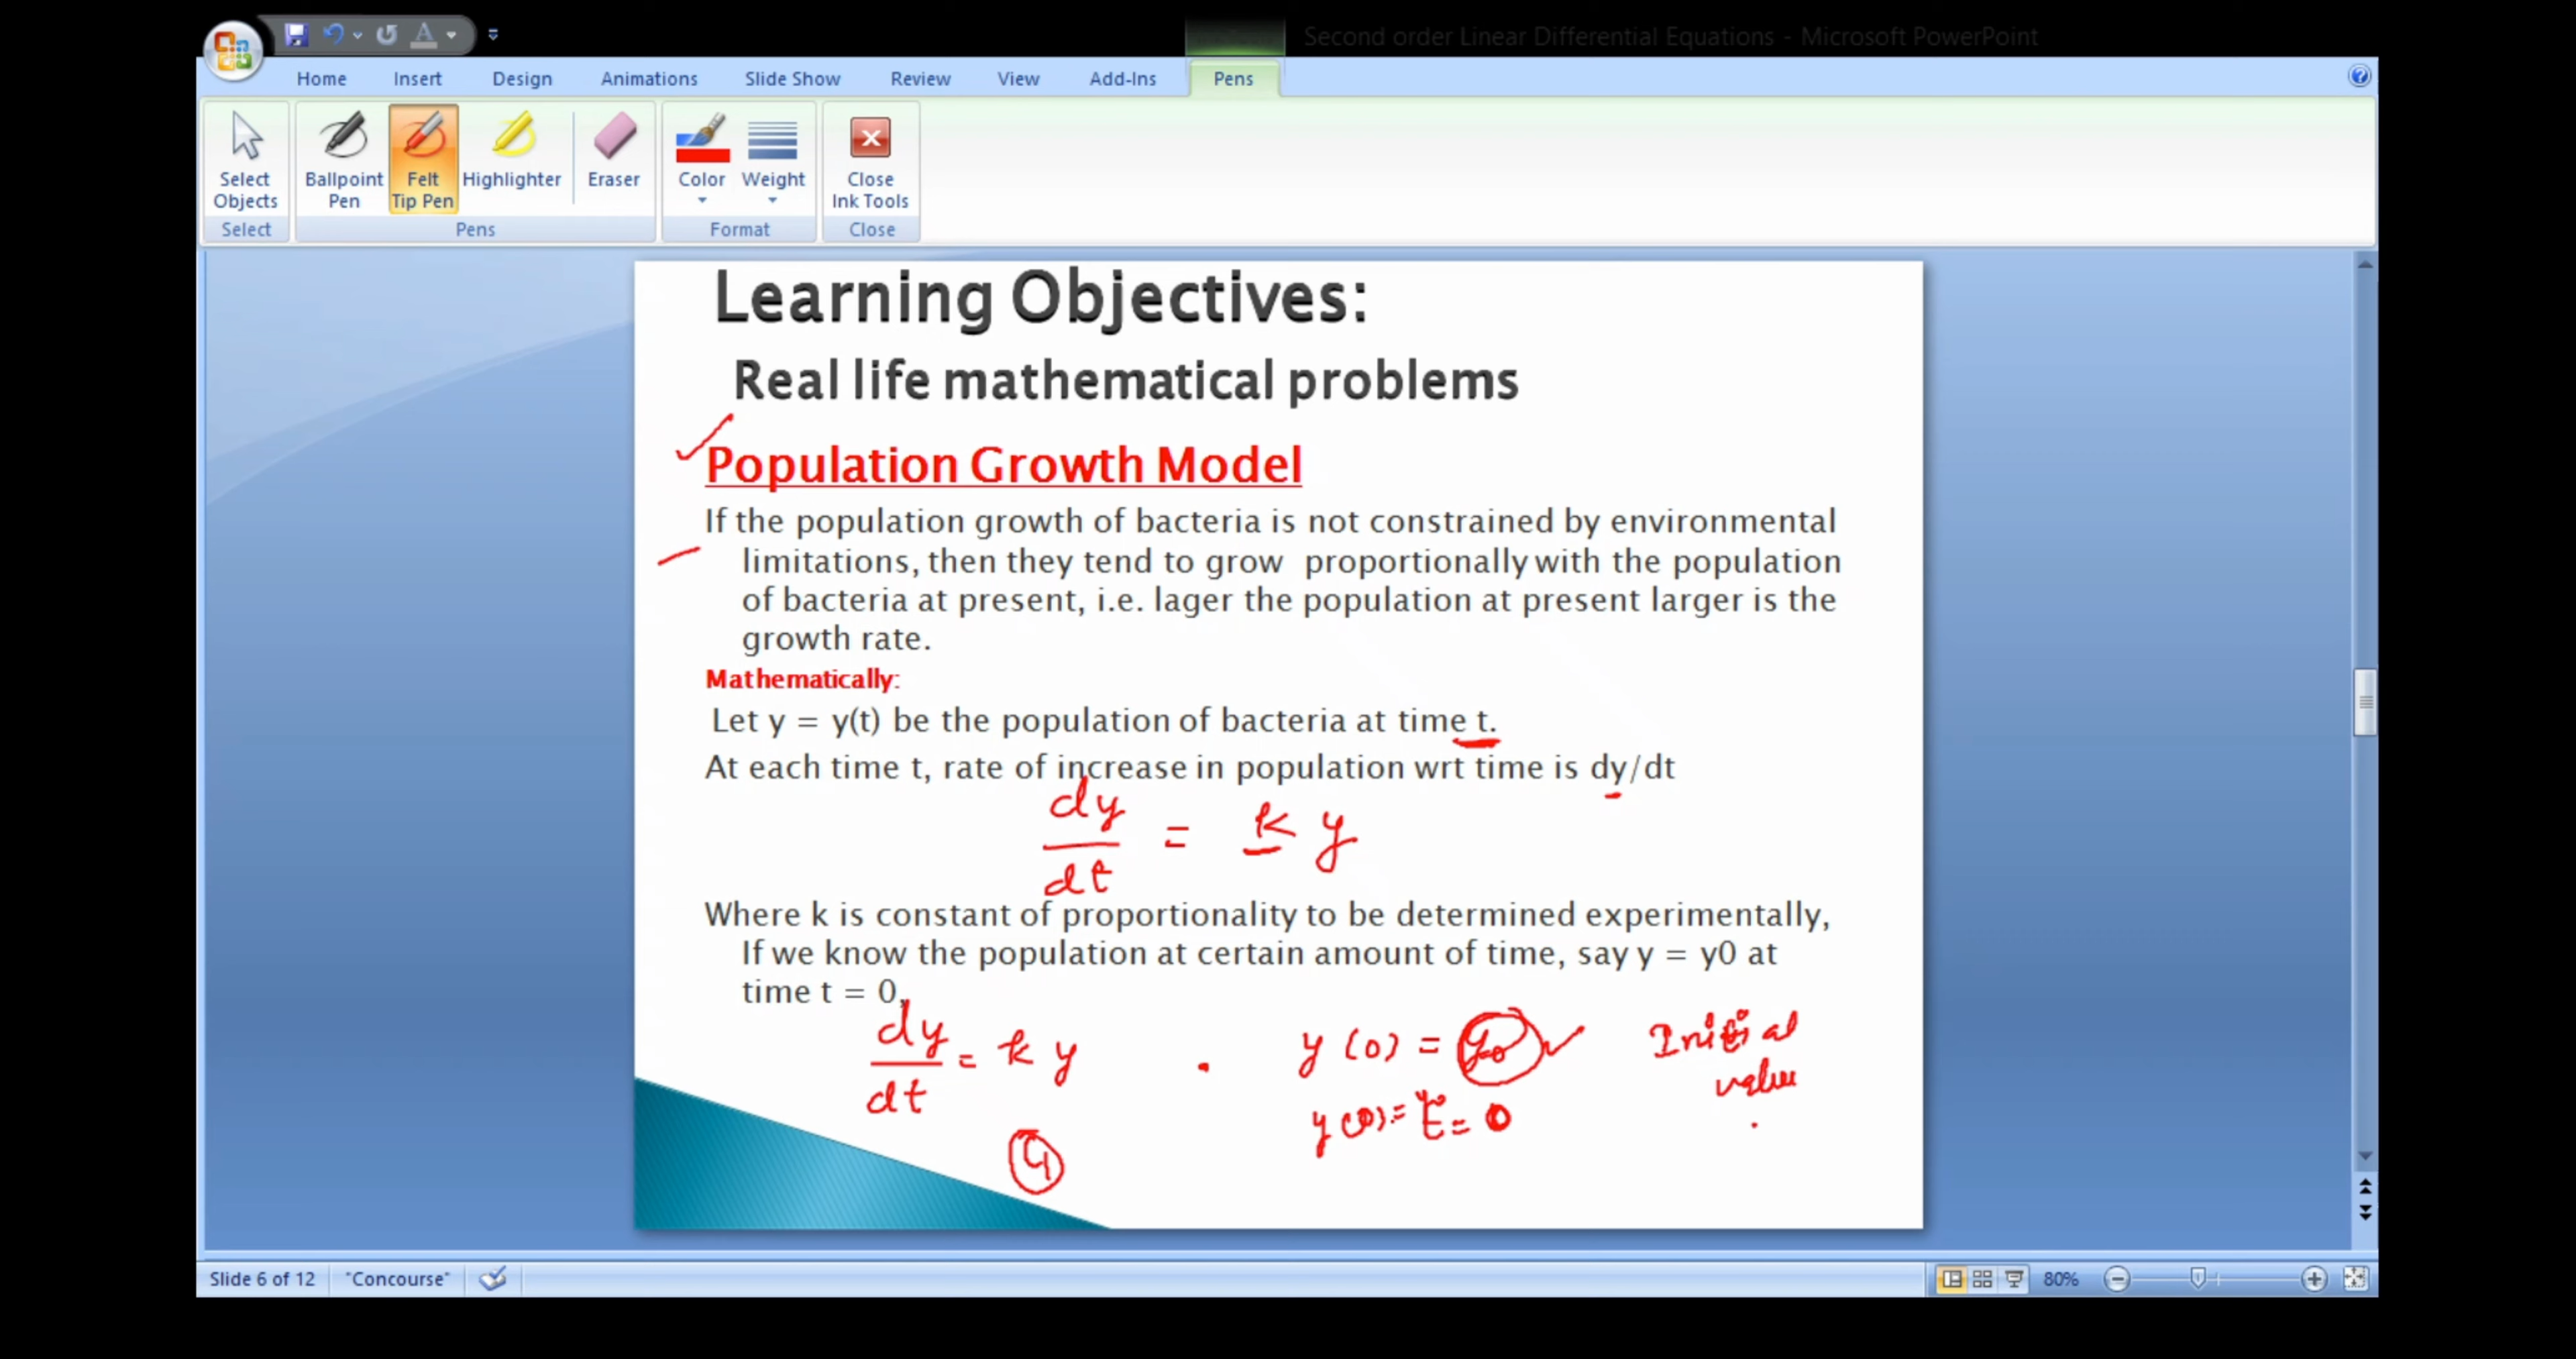 Second order Linear Differential Equations - Microsoft PowerPoint
Home Insert Design Animations Slide Show Review View Add-Ins Pens
Select Objects
Ballpoint Pen
Felt Tip Pen
Highlighter
Eraser
Color
Weight
Close Ink Tools
Select Pens Format Close
Learning Objectives:
Real life mathematical problems
Population Growth Model
If the population growth of bacteria is not constrained by environmental
limitations, then they tend to grow proportionally with the population
of bacteria at present, i.e. lager the population at present larger is the
growth rate.
Mathematically:
Let y = y(t) be the population of bacteria at time t.
At each time t, rate of increase in population wrt time is dy/dt
dy/dt = k y
Where k is constant of proportionality to be determined experimentally,
If we know the population at certain amount of time, say y = y0 at
time t = 0,
dy/dt = k y . y(0) = y0 Initial
value
y(0) = t = 0
Slide 6 of 12 "Concourse" 80%